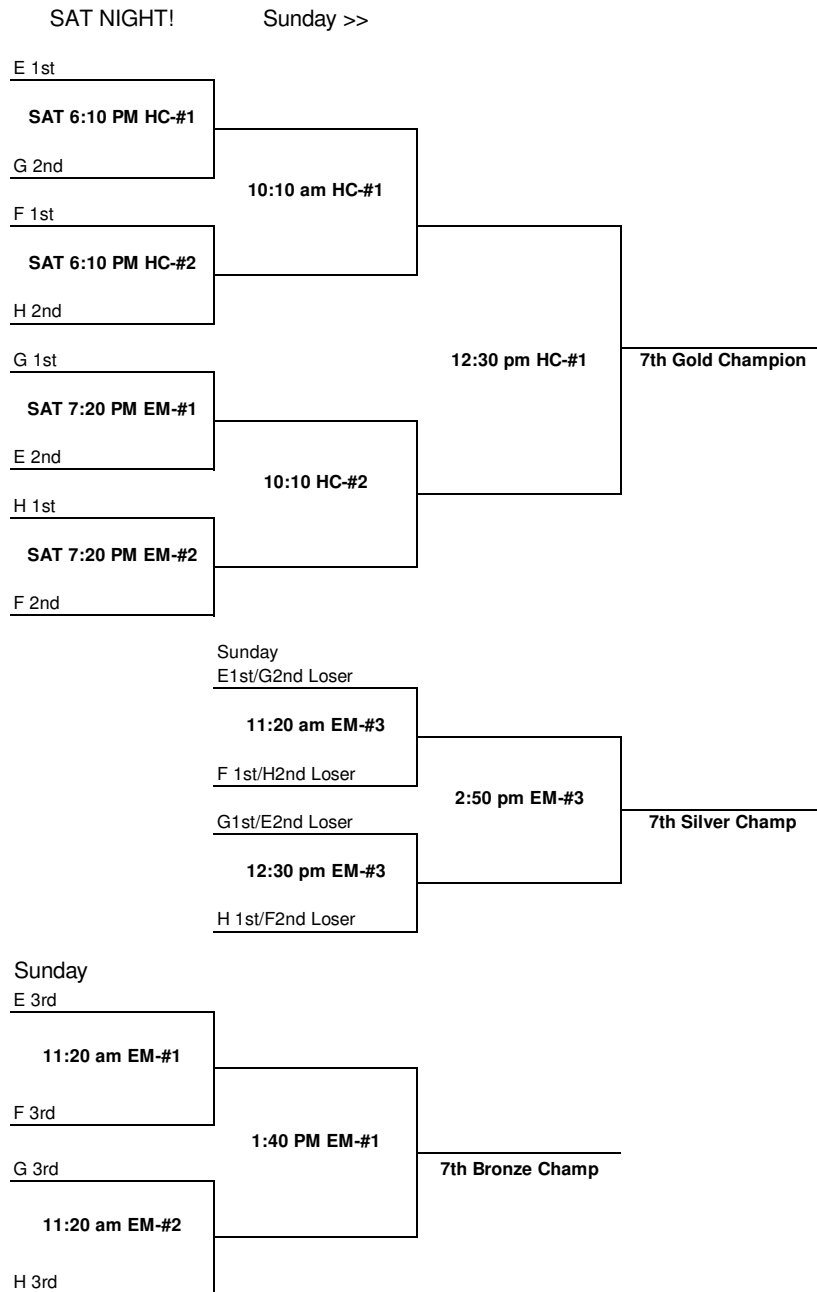 SAT NIGHT! Sunday >>
E 1st
SAT 6:10 PM HC-#1
G 2nd
10:10 am HC-#1
F 1st
SAT 6:10 PM HC-#2
H 2nd
G 1st
12:30 pm HC-#1
7th Gold Champion
SAT 7:20 PM EM-#1
E 2nd
10:10 HC-#2
H 1st
SAT 7:20 PM EM-#2
F 2nd
Sunday
E1st/G2nd Loser
11:20 am EM-#3
F 1st/H2nd Loser
2:50 pm EM-#3
G1st/E2nd Loser
7th Silver Champ
12:30 pm EM-#3
H 1st/F2nd Loser
Sunday
E 3rd
11:20 am EM-#1
F 3rd
1:40 PM EM-#1
G 3rd
7th Bronze Champ
11:20 am EM-#2
H 3rd